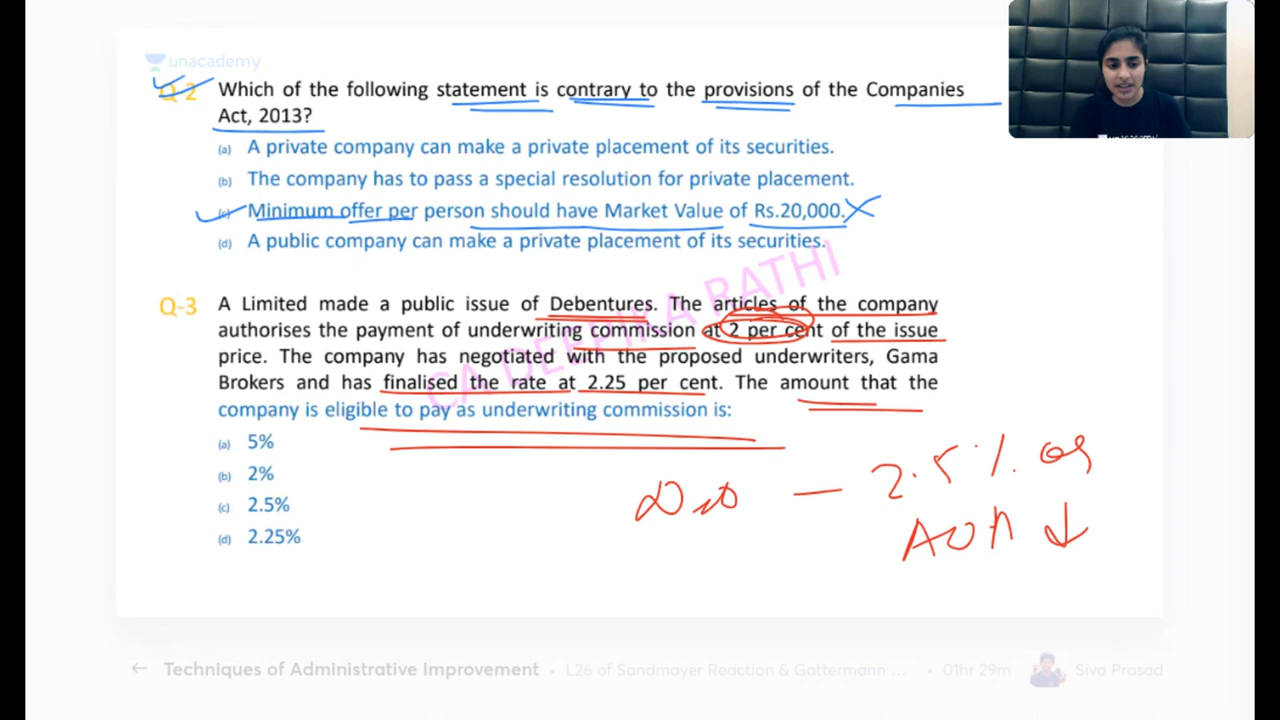 unacademy
Q-2 Which of the following statement is contrary to the provisions of the Companies
Act, 2013?
(a) A private company can make a private placement of its securities.
(b) The company has to pass a special resolution for private placement.
(c) Minimum offer per person should have Market Value of Rs.20,000.
(d) A public company can make a private placement of its securities.
Q-3 A Limited made a public issue of Debentures. The articles of the company
authorises the payment of underwriting commission at 2 per cent of the issue
price. The company has negotiated with the proposed underwriters, Gama
Brokers and has finalised the rate at 2.25 per cent. The amount that the
company is eligible to pay as underwriting commission is:
(a) 5%
(b) 2%
(c) 2.5%
(d) 2.25%
CA DEEPIKA RATHI
Deb — 2.5% or
AOA ↓
← Techniques of Administrative Improvement • L26 of Sandmayer Reaction & Gattermann ... • 01hr 29m Siva Prasad